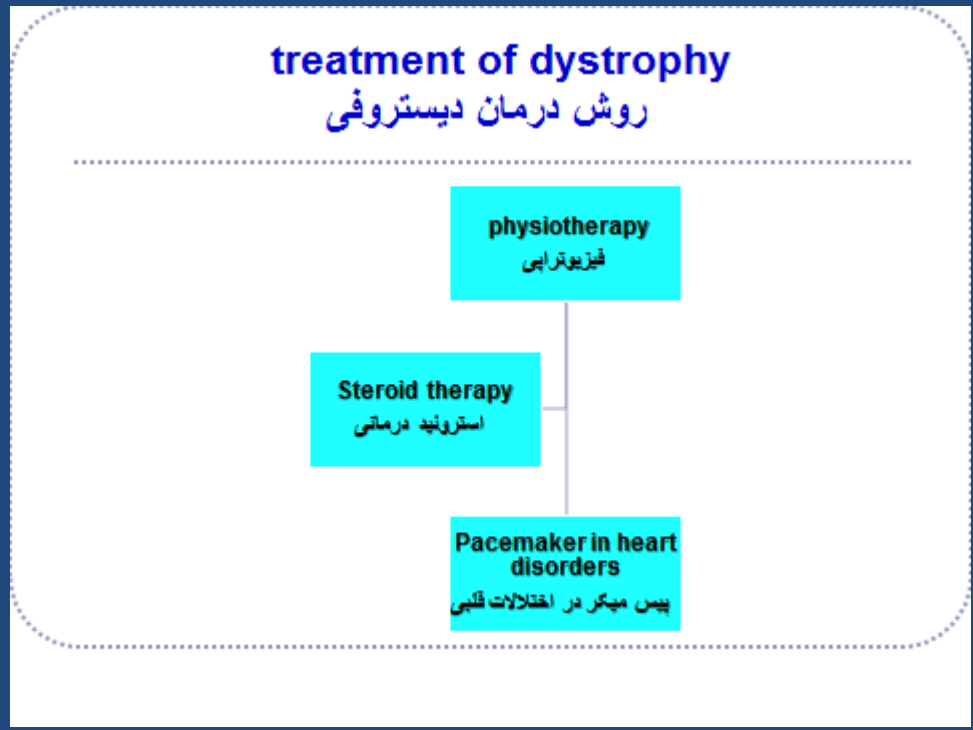 treatment of dystrophy
روش درمان دیستروفی
physiotherapy
فیزیوتراپی
Steroid therapy
استروئید درمانی
Pacemaker in heart
disorders
پیس میکر در اختلالات قلبی